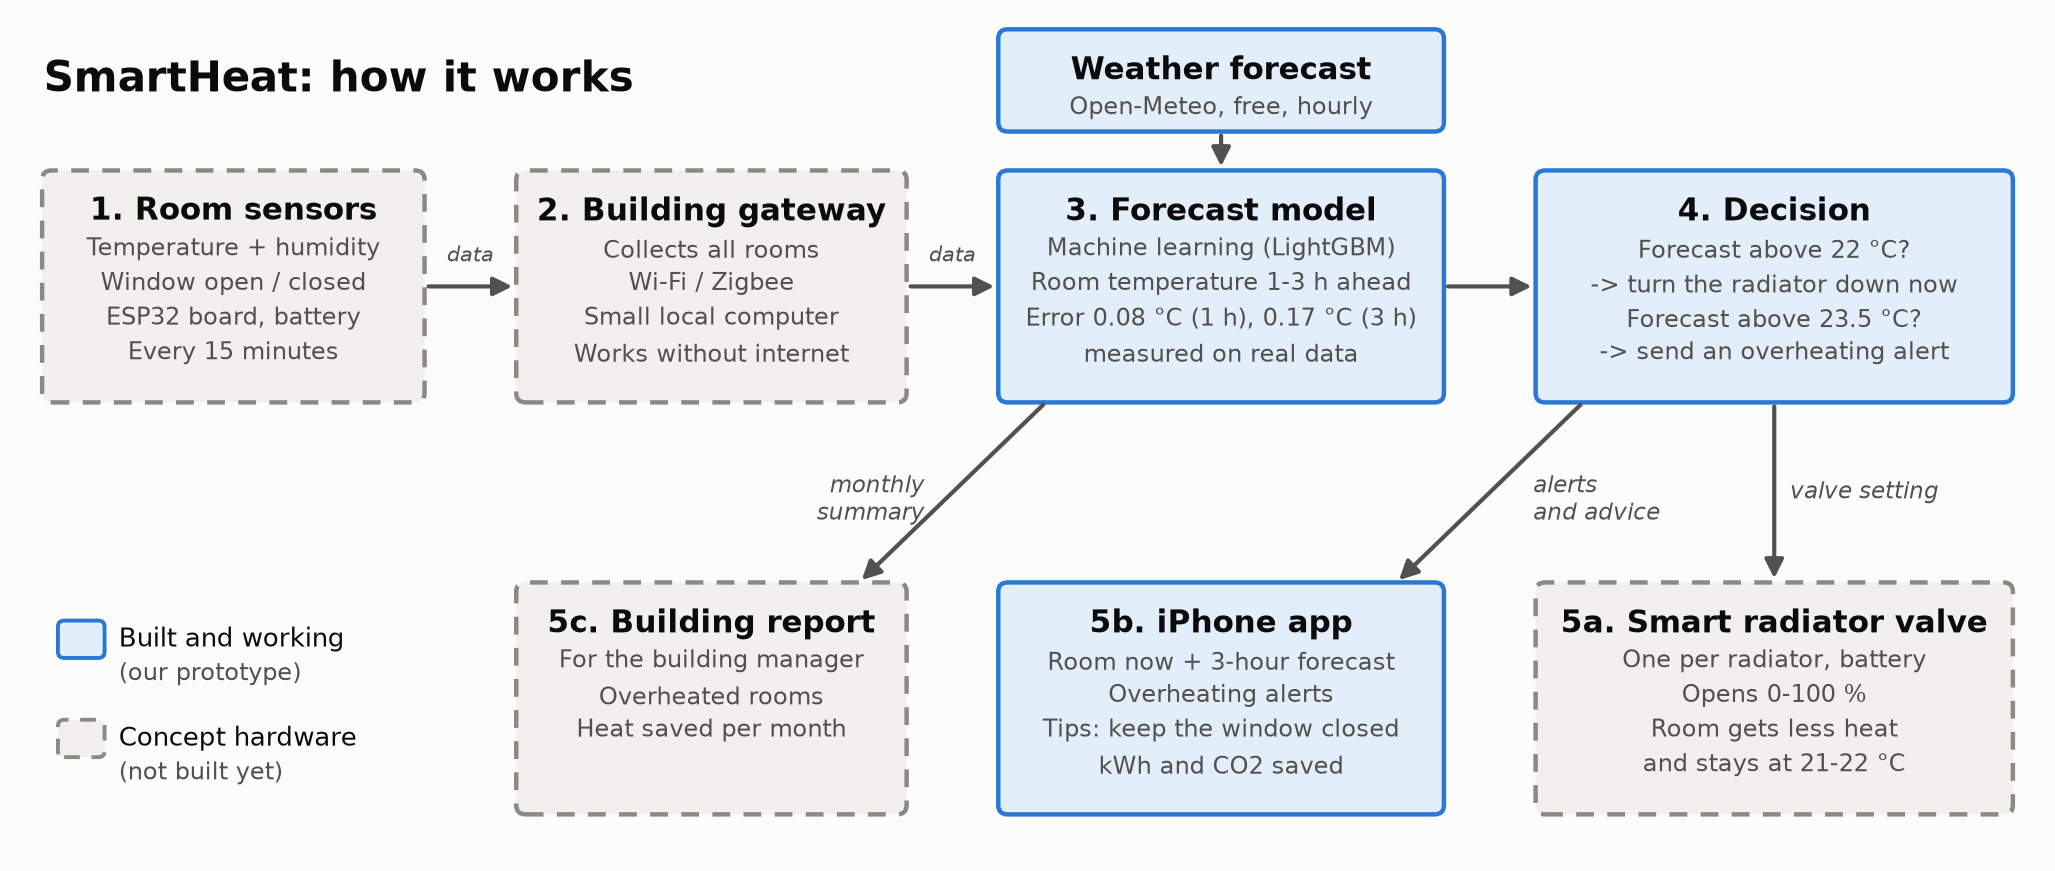 SmartHeat: how it works
Weather forecast
Open-Meteo, free, hourly
1. Room sensors
Temperature + humidity
Window open / closed
ESP32 board, battery
Every 15 minutes
data
2. Building gateway
Collects all rooms
Wi-Fi / Zigbee
Small local computer
Works without internet
data
3. Forecast model
Machine learning (LightGBM)
Room temperature 1-3 h ahead
Error 0.08 °C (1 h), 0.17 °C (3 h)
measured on real data
4. Decision
Forecast above 22 °C?
-> turn the radiator down now
Forecast above 23.5 °C?
-> send an overheating alert
monthly
summary
alerts
and advice
valve setting
5c. Building report
For the building manager
Overheated rooms
Heat saved per month
5b. iPhone app
Room now + 3-hour forecast
Overheating alerts
Tips: keep the window closed
kWh and CO2 saved
5a. Smart radiator valve
One per radiator, battery
Opens 0-100 %
Room gets less heat
and stays at 21-22 °C
Built and working
(our prototype)
Concept hardware
(not built yet)